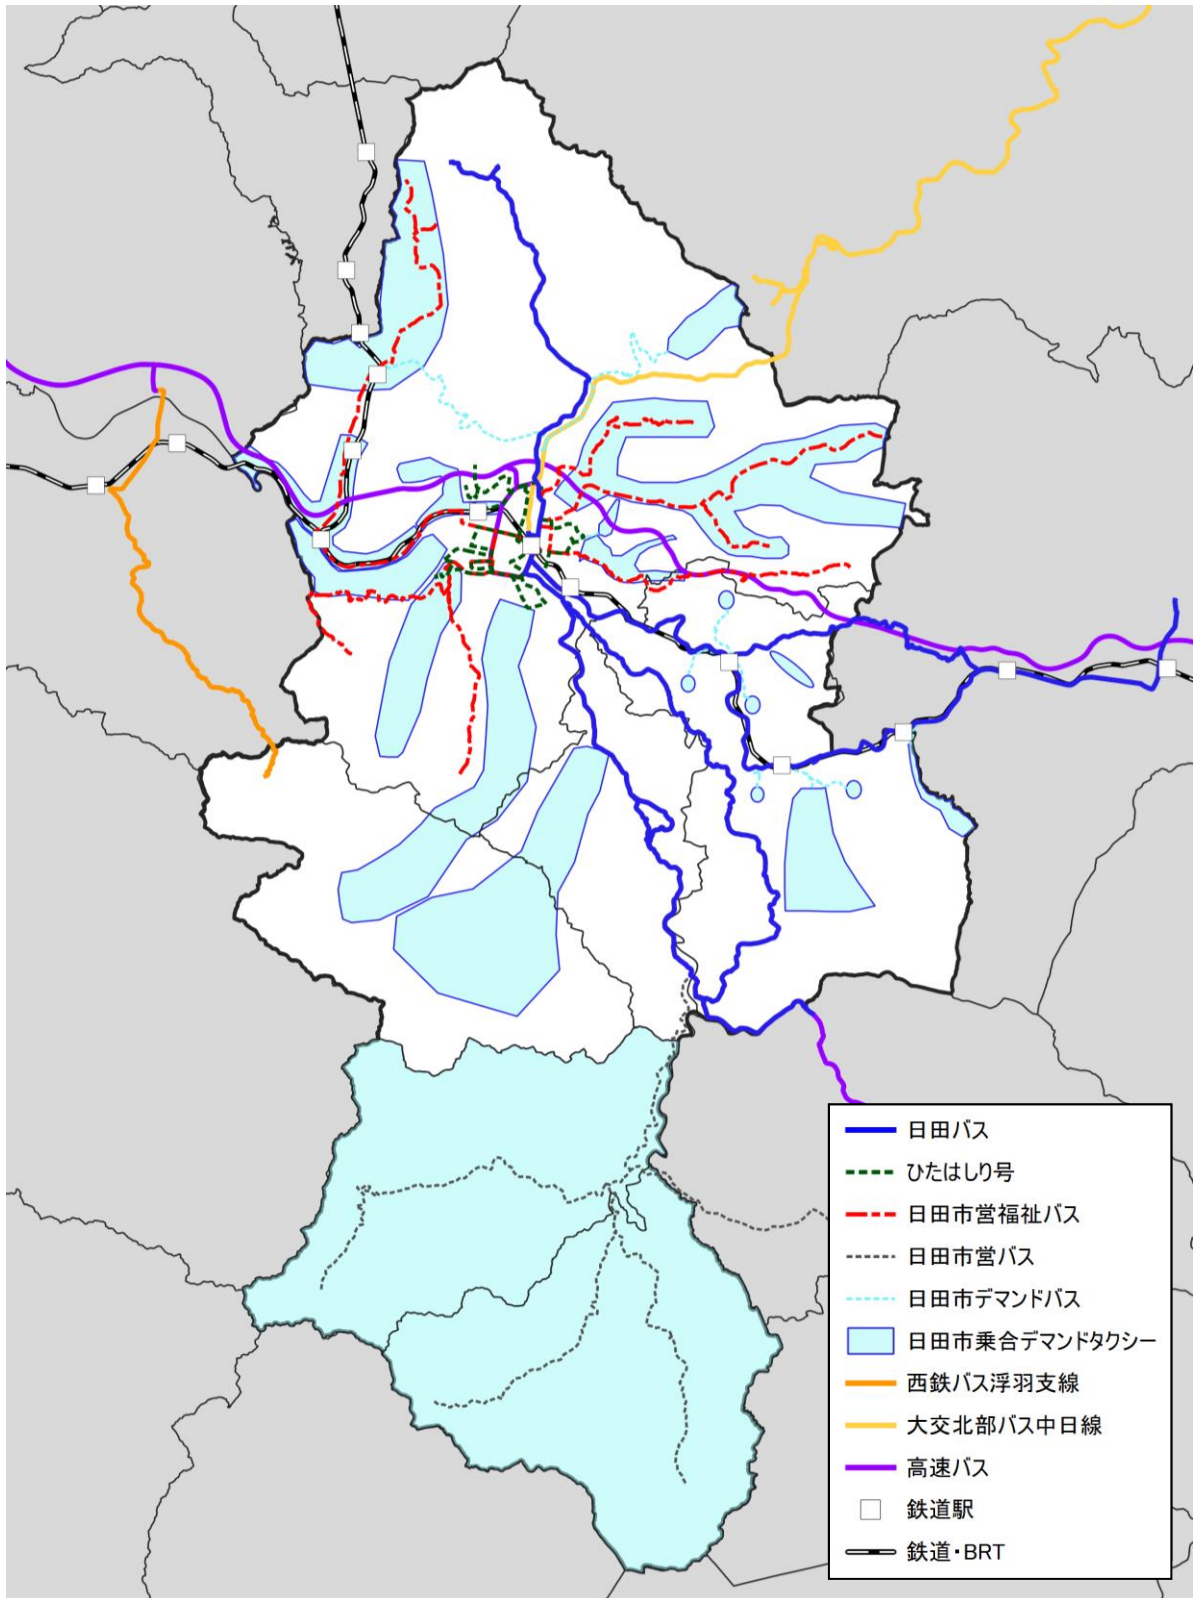 日田バス
ひたはしり号
日田市営福祉バス
日田市営バス
日田市デマンドバス
日田市乗合デマンドタクシー
西鉄バス浮羽支線
大交北部バス中日線
高速バス
鉄道駅
鉄道・BRT